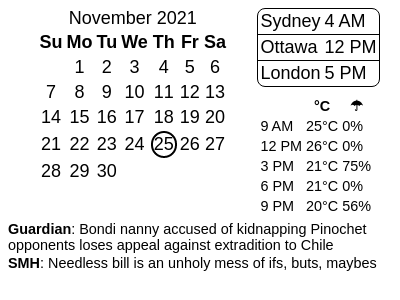 November 2021
Su Mo Tu We Th Fr Sa
1 2 3 4 5 6
7 8 9 10 11 12 13
14 15 16 17 18 19 20
21 22 23 24 25 26 27
28 29 30
Sydney 4 AM
Ottawa 12 PM
London 5 PM
°C ☂
9 AM 25°C 0%
12 PM 26°C 0%
3 PM 21°C 75%
6 PM 21°C 0%
9 PM 20°C 56%
Guardian: Bondi nanny accused of kidnapping Pinochet
opponents loses appeal against extradition to Chile
SMH: Needless bill is an unholy mess of ifs, buts, maybes